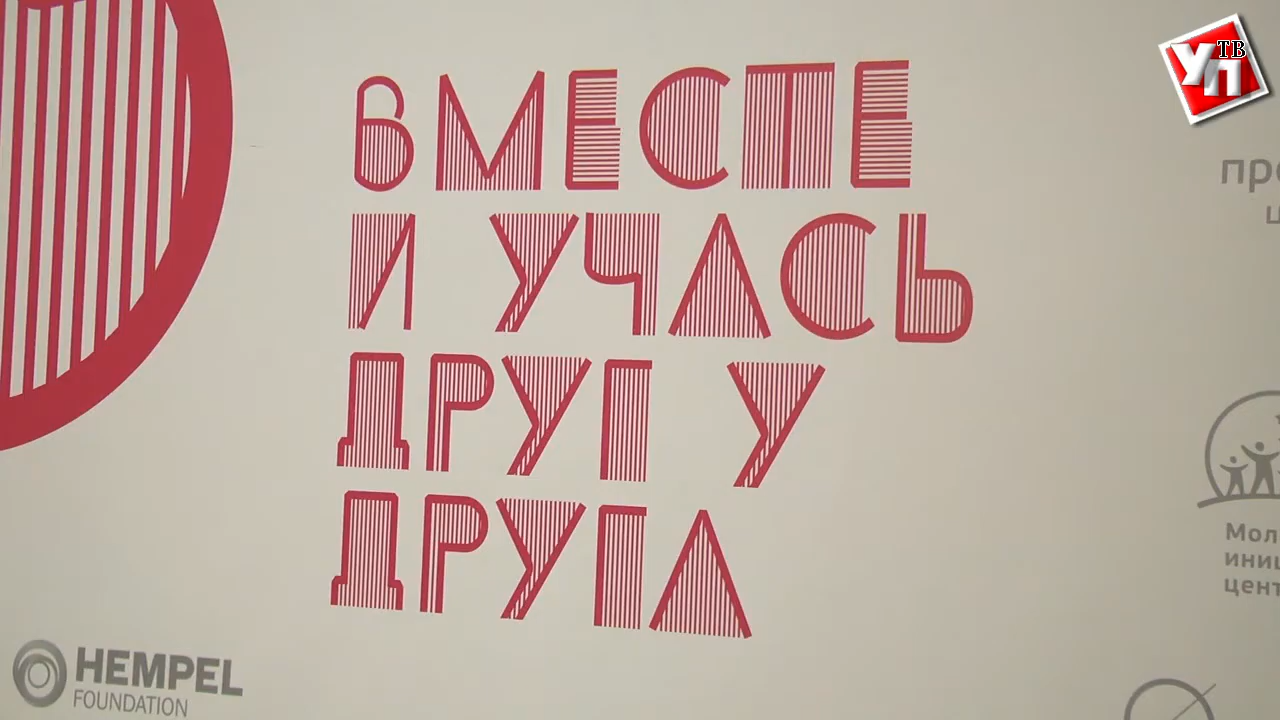 УП ТВ
ВМЕСТЕ
И УЧАСЬ
ДРУГ У
ДРУГА
HEMPEL
FOUNDATION